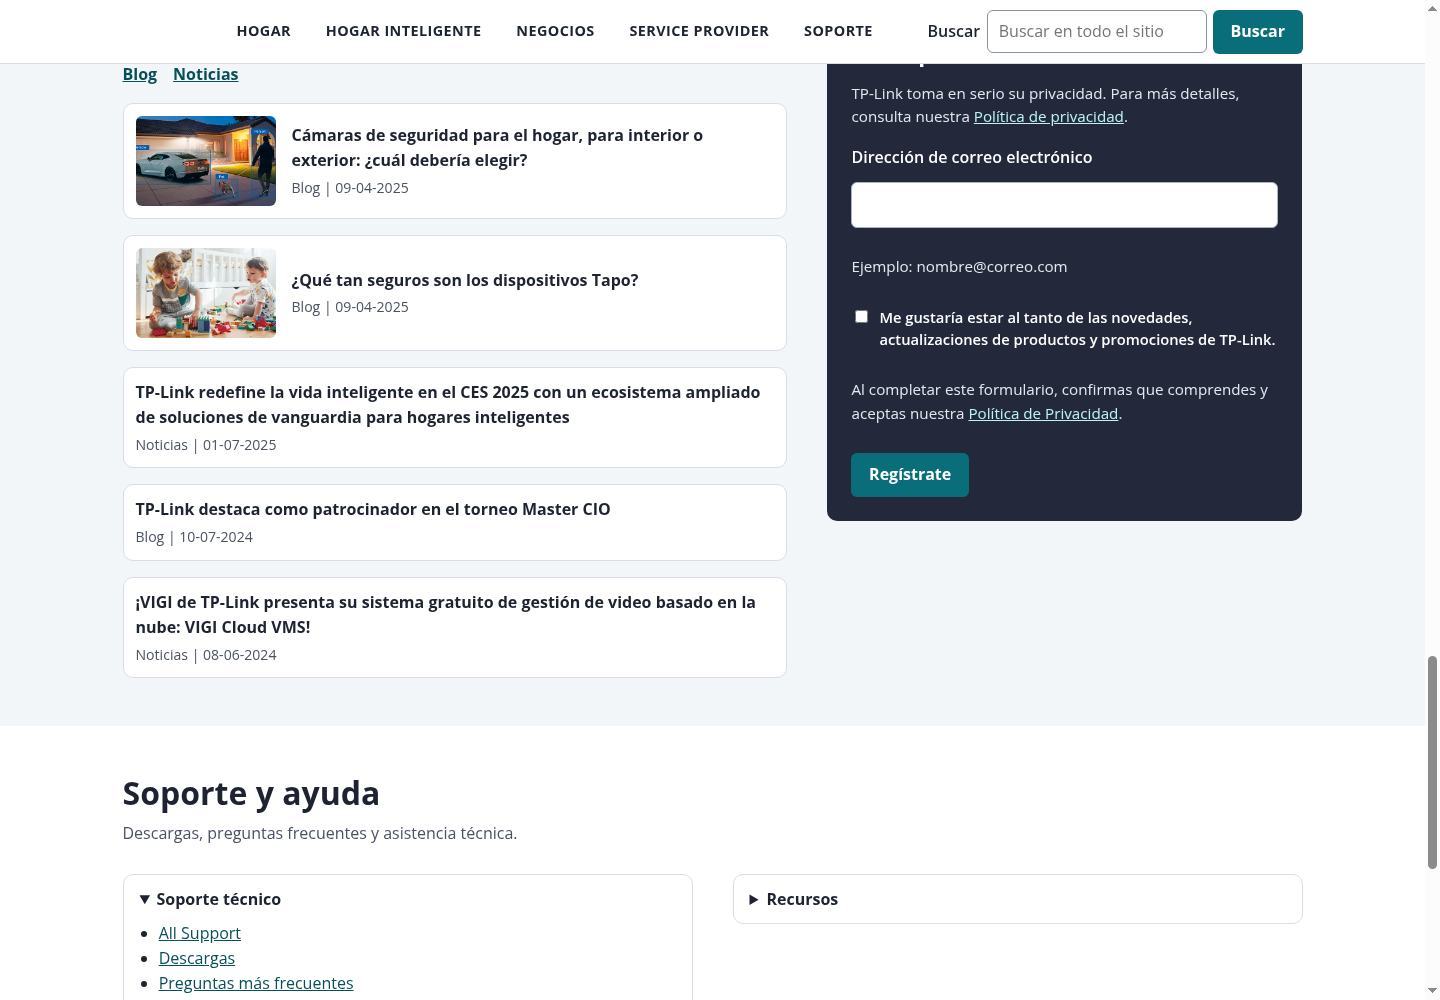 HOGAR
HOGAR INTELIGENTE
NEGOCIOS
SERVICE PROVIDER
SOPORTE
Buscar
Buscar en todo el sitio
Buscar
Blog
Noticias
Cámaras de seguridad para el hogar, para interior o
exterior: ¿cuál debería elegir?
Blog | 09-04-2025
¿Qué tan seguros son los dispositivos Tapo?
Blog | 09-04-2025
TP-Link redefine la vida inteligente en el CES 2025 con un ecosistema ampliado
de soluciones de vanguardia para hogares inteligentes
Noticias | 01-07-2025
TP-Link destaca como patrocinador en el torneo Master CIO
Blog | 10-07-2024
¡VIGI de TP-Link presenta su sistema gratuito de gestión de video basado en la
nube: VIGI Cloud VMS!
Noticias | 08-06-2024
TP-Link toma en serio su privacidad. Para más detalles,
consulta nuestra Política de privacidad.
Dirección de correo electrónico
Ejemplo: nombre@correo.com
Me gustaría estar al tanto de las novedades,
actualizaciones de productos y promociones de TP-Link.
Al completar este formulario, confirmas que comprendes y
aceptas nuestra Política de Privacidad.
Regístrate
Soporte y ayuda
Descargas, preguntas frecuentes y asistencia técnica.
Soporte técnico
All Support
Descargas
Preguntas más frecuentes
Recursos